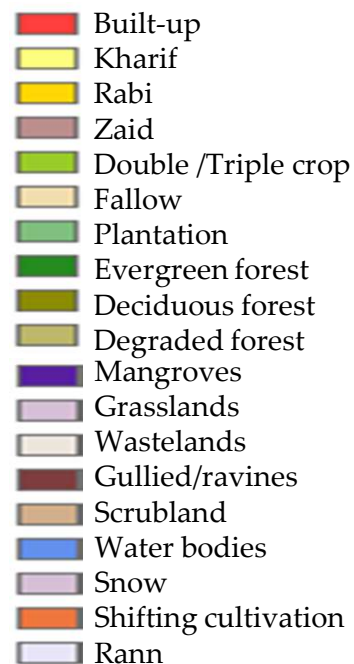 Built-up
Kharif
Rabi
Zaid
Double /Triple crop
Fallow
Plantation
Evergreen forest
Deciduous forest
Degraded forest
Mangroves
Grasslands
Wastelands
Gullied/ravines
Scrubland
Water bodies
Snow
Shifting cultivation
Rann